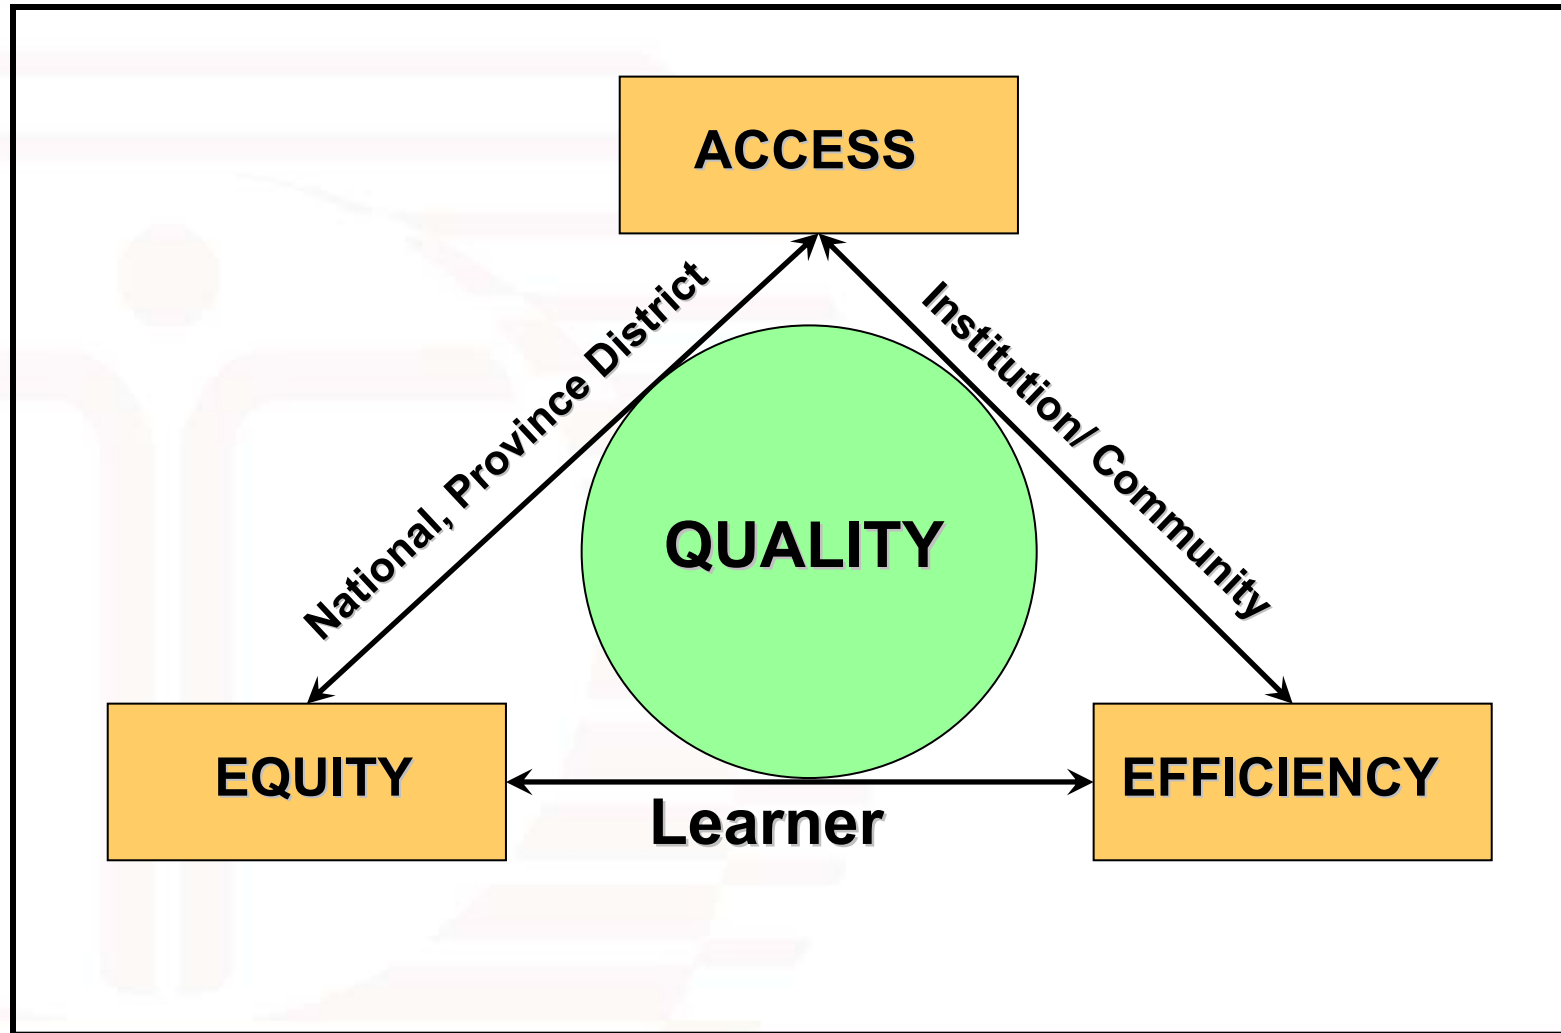 ACCESS
National, Province District
Institution/ Community
QUALITY
EQUITY
EFFICIENCY
Learner